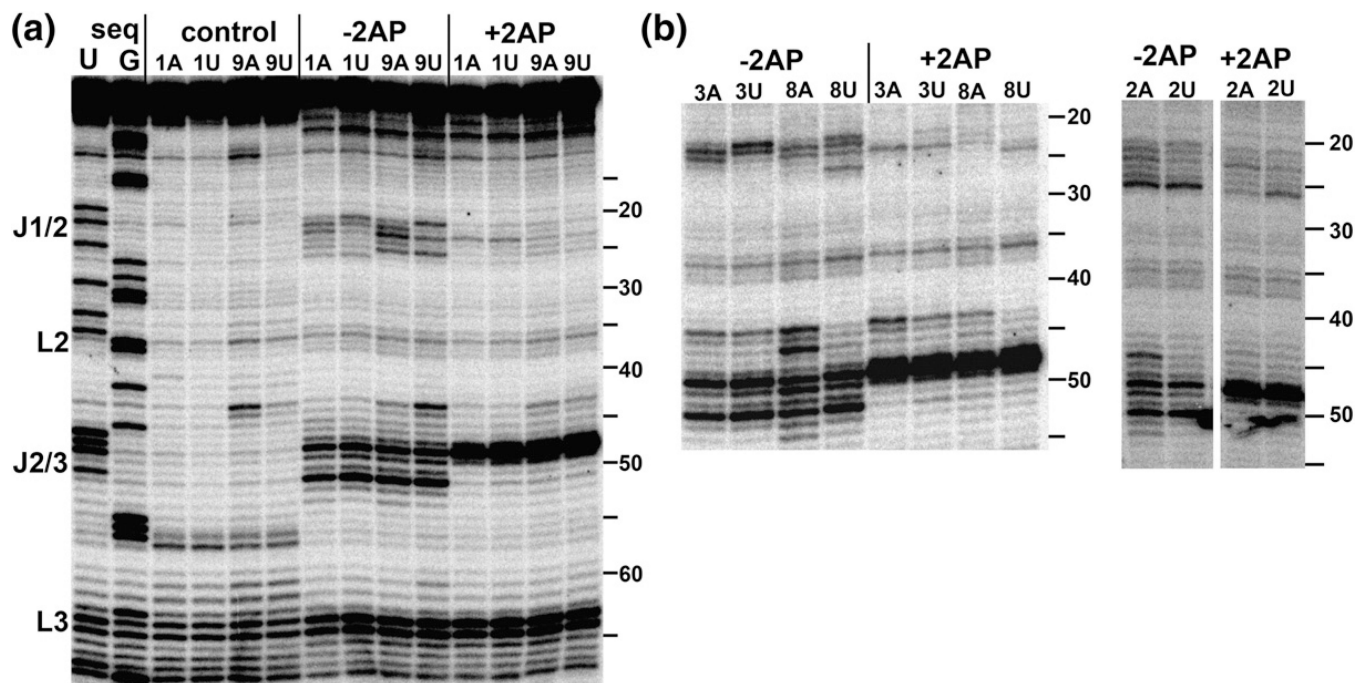 (a) seq control -2AP +2AP
U G 1A 1U 9A 9U 1A 1U 9A 9U 1A 1U 9A 9U
J1/2
L2
J2/3
L3
20
30
40
50
60
(b) -2AP +2AP
3A 3U 8A 8U 3A 3U 8A 8U
20
30
40
50
-2AP +2AP
2A 2U 2A 2U
20
30
40
50